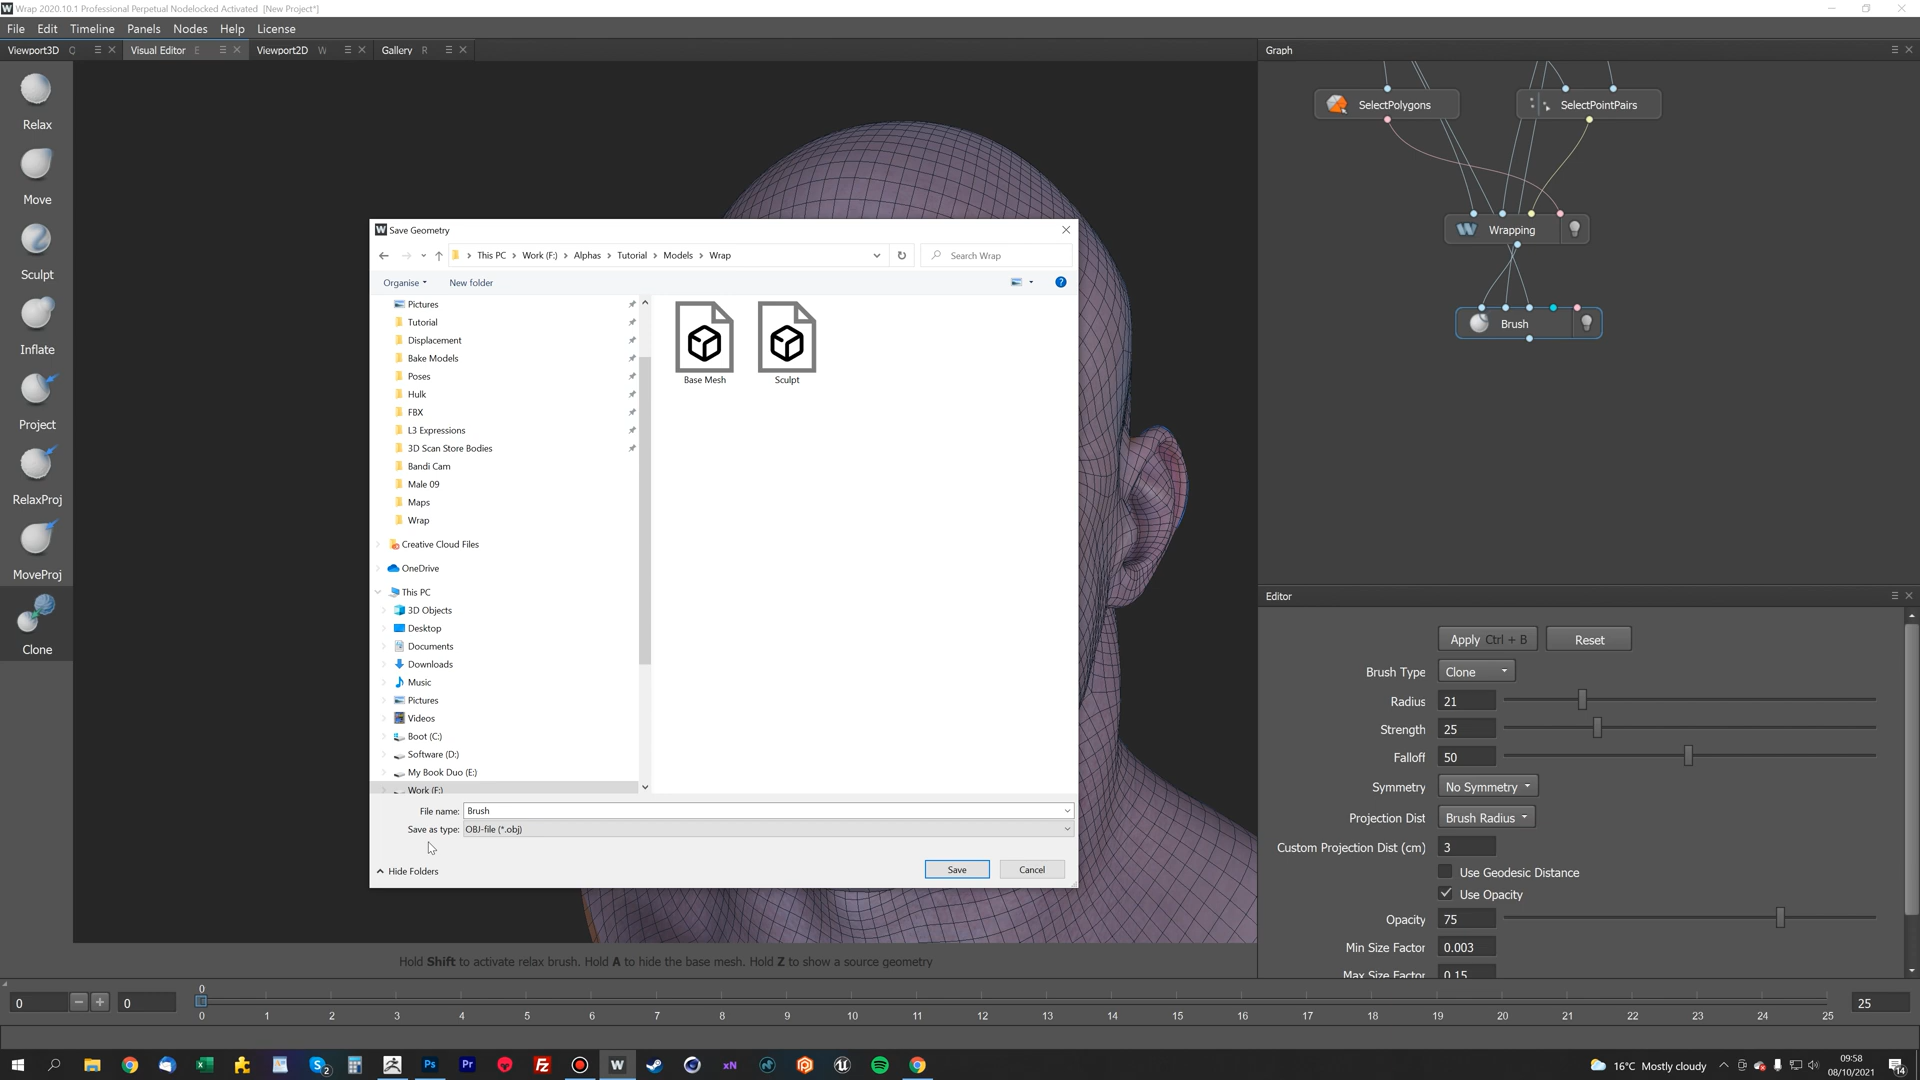 Wrap 2020.10.1 Professional Perpetual Nodelocked Activated [New Project*]
File Edit Timeline Panels Nodes Help License
Viewport3D Q Visual Editor E Viewport2D W Gallery R
Graph
Relax
Move
Sculpt
Inflate
Project
RelaxProj
MoveProj
Clone
SelectPolygons
SelectPointPairs
Wrapping
Brush
Save Geometry
This PC > Work (F:) > Alphas > Tutorial > Models > Wrap
Search Wrap
Organise
New folder
Pictures
Tutorial
Displacement
Bake Models
Poses
Hulk
FBX
L3 Expressions
3D Scan Store Bodies
Bandi Cam
Male 09
Maps
Wrap
Creative Cloud Files
OneDrive
This PC
3D Objects
Desktop
Documents
Downloads
Music
Pictures
Videos
Boot (C:)
Software (D:)
My Book Duo (E:)
Work (F:)
Base Mesh
Sculpt
File name: Brush
Save as type: OBJ-file (*.obj)
Hide Folders
Save
Cancel
Editor
Apply Ctrl + B
Reset
Brush Type Clone
Radius 21
Strength 25
Falloff 50
Symmetry No Symmetry
Projection Dist Brush Radius
Custom Projection Dist (cm) 3
Use Geodesic Distance
Use Opacity
Opacity 75
Min Size Factor 0.003
Max Size Factor 0.15
Hold Shift to activate relax brush. Hold A to hide the base mesh. Hold Z to show a source geometry
0
0 0 25
0 1 2 3 4 5 6 7 8 9 10 11 12 13 14 15 16 17 18 19 20 21 22 23 24 25
16°C Mostly cloudy
09:58
08/10/2021